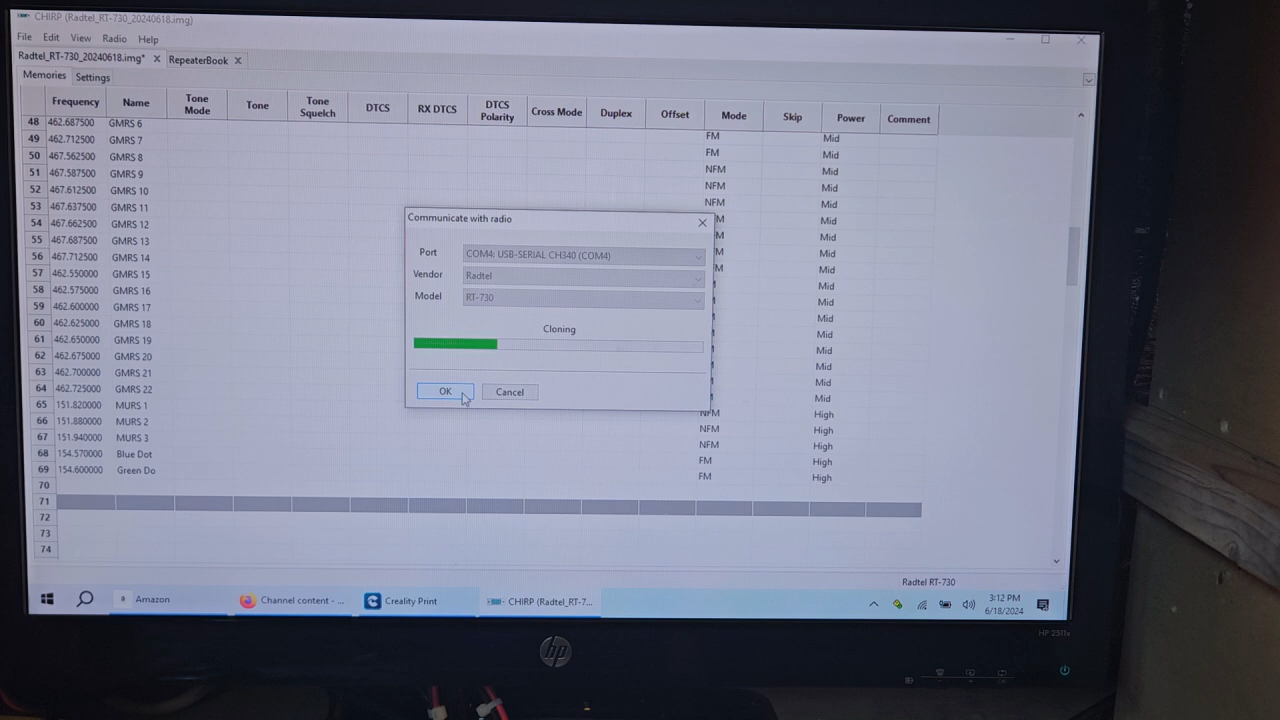 CHIRP (Radtel_RT-730_20240618.img)
File Edit View Radio Help
Radtel_RT-730_20240618.img* X RepeaterBook X
Memories Settings
Frequency Name Tone Mode Tone Tone Squelch DTCS RX DTCS DTCS Polarity Cross Mode Duplex Offset Mode Skip Power Comment
48 462.687500 GMRS 6 FM Mid
49 462.712500 GMRS 7 FM Mid
50 467.562500 GMRS 8 NFM Mid
51 467.587500 GMRS 9 NFM Mid
52 467.612500 GMRS 10 NFM Mid
53 467.637500 GMRS 11 M Mid
54 467.662500 GMRS 12 M Mid
55 467.687500 GMRS 13 M Mid
56 467.712500 GMRS 14 M Mid
57 462.550000 GMRS 15 Mid
58 462.575000 GMRS 16 Mid
59 462.600000 GMRS 17 Mid
60 462.625000 GMRS 18 Mid
61 462.650000 GMRS 19 Mid
62 462.675000 GMRS 20 Mid
63 462.700000 GMRS 21 Mid
64 462.725000 GMRS 22 Mid
65 151.820000 MURS 1 NFM High
66 151.880000 MURS 2 NFM High
67 151.940000 MURS 3 NFM High
68 154.570000 Blue Dot FM High
69 154.600000 Green Do FM High
70
71
72
73
74
Communicate with radio
Port COM4: USB-SERIAL CH340 (COM4)
Vendor Radtel
Model RT-730
Cloning
OK Cancel
Radtel RT-730
Amazon Channel content - ... Creality Print CHIRP (Radtel_RT-7...
3:12 PM
6/18/2024
hp
HP 2511x